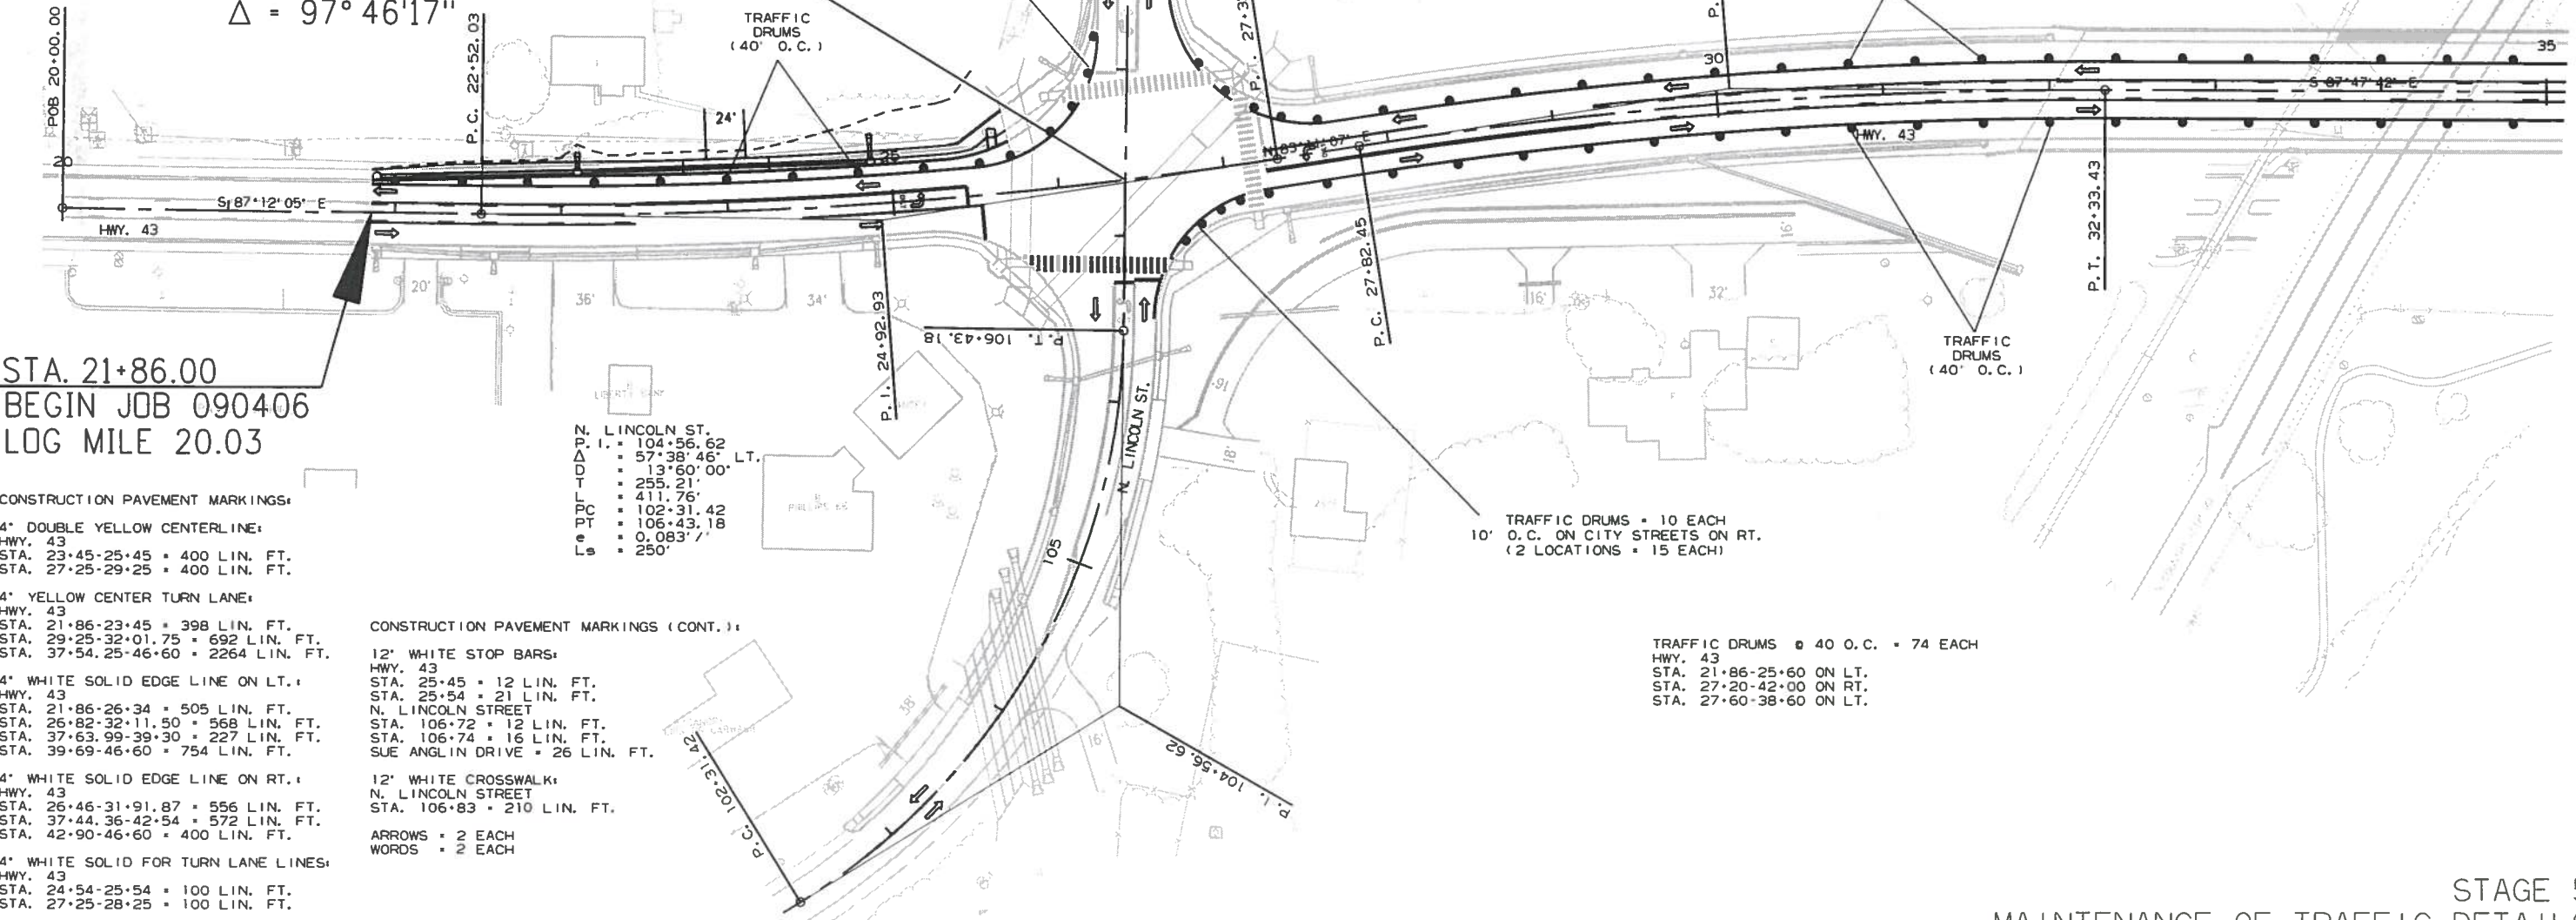 Δ = 97°46'17"
POB 20+00.00
20
P.C. 22+52.03
TRAFFIC
DRUMS
(40' O.C.)
24'
25
P.T. 27+3
P.
30
35
S 87°12'05" E
HWY. 43
HWY. 43
S 87°47'42" E
P.T. 32+33.43
P.C. 27+82.45
P.I. 24+92.93
P.T. 106+43.18
20'
36'
34'
16'
32'
16'
16'
18'
38'
16'
N. LINCOLN ST.
105
TRAFFIC
DRUMS
(40' O.C.)
STA. 21+86.00
BEGIN JOB 090406
LOG MILE 20.03
LIBERTY BANK
PHILLIPS 66
N. LINCOLN ST.
P.I. = 104+56.62
Δ = 57°38'46" LT.
D = 13°60'00"
T = 255.21'
L = 411.76'
PC = 102+31.42
PT = 106+43.18
e = 0.083'/'
Ls = 250'
TRAFFIC DRUMS = 10 EACH
10' O.C. ON CITY STREETS ON RT.
(2 LOCATIONS = 15 EACH)
TRAFFIC DRUMS @ 40 O.C. = 74 EACH
HWY. 43
STA. 21+86-25+60 ON LT.
STA. 27+20-42+00 ON RT.
STA. 27+60-38+60 ON LT.
P.C. 102+31.42
P.I. 104+56.62
CONSTRUCTION PAVEMENT MARKINGS:
4" DOUBLE YELLOW CENTERLINE:
HWY. 43
STA. 23+45-25+45 = 400 LIN. FT.
STA. 27+25-29+25 = 400 LIN. FT.
4" YELLOW CENTER TURN LANE:
HWY. 43
STA. 21+86-23+45 = 398 LIN. FT.
STA. 29+25-32+01.75 = 692 LIN. FT.
STA. 37+54.25-46+60 = 2264 LIN. FT.
4" WHITE SOLID EDGE LINE ON LT.:
HWY. 43
STA. 21+86-26+34 = 505 LIN. FT.
STA. 26+82-32+11.50 = 568 LIN. FT.
STA. 37+63.99-39+30 = 227 LIN. FT.
STA. 39+69-46+60 = 754 LIN. FT.
4" WHITE SOLID EDGE LINE ON RT.:
HWY. 43
STA. 26+46-31+91.87 = 556 LIN. FT.
STA. 37+44.36-42+54 = 572 LIN. FT.
STA. 42+90-46+60 = 400 LIN. FT.
4" WHITE SOLID FOR TURN LANE LINES:
HWY. 43
STA. 24+54-25+54 = 100 LIN. FT.
STA. 27+25-28+25 = 100 LIN. FT.
CONSTRUCTION PAVEMENT MARKINGS (CONT.):
12" WHITE STOP BARS:
HWY. 43
STA. 25+45 = 12 LIN. FT.
STA. 25+54 = 21 LIN. FT.
N. LINCOLN STREET
STA. 106+72 = 12 LIN. FT.
STA. 106+74 = 16 LIN. FT.
SUE ANGLIN DRIVE = 26 LIN. FT.
12" WHITE CROSSWALK:
N. LINCOLN STREET
STA. 106+83 = 210 LIN. FT.
ARROWS = 2 EACH
WORDS = 2 EACH
STAGE
MAINTENANCE OF TRAFFIC DETAIL